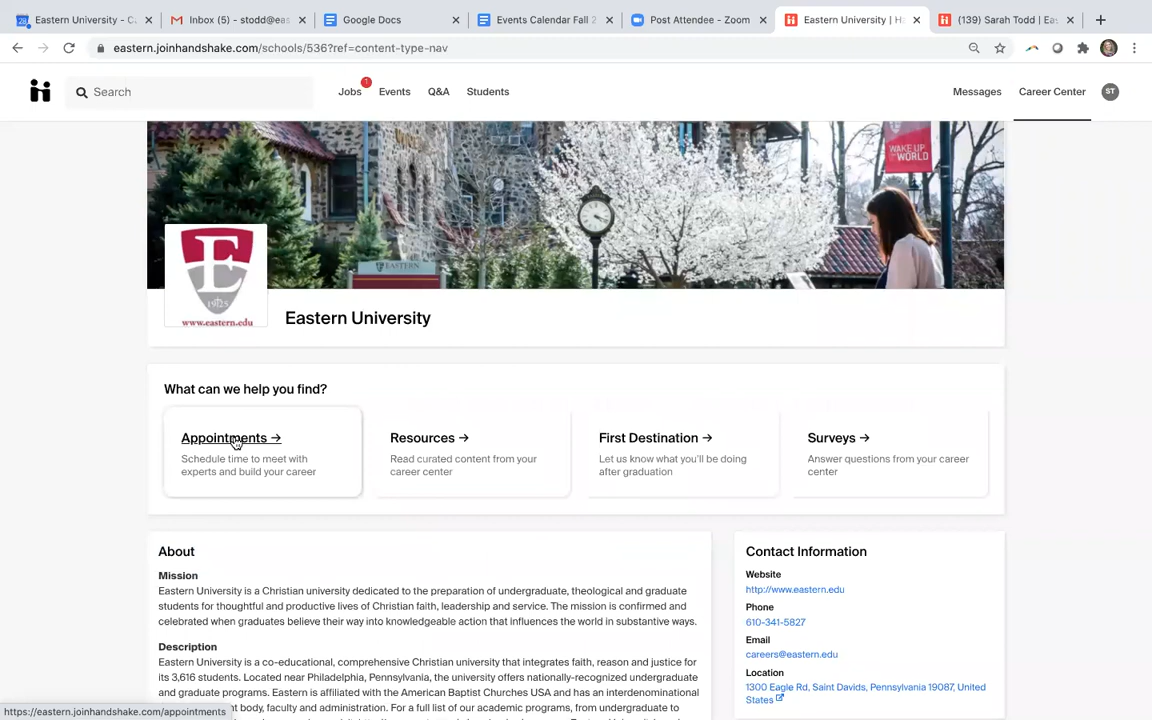 28 Eastern University - Ca
Inbox (5) - stodd@eas
Google Docs
Events Calendar Fall 2
Post Attendee - Zoom
Eastern University | H
(139) Sarah Todd | Eas
eastern.joinhandshake.com/schools/536?ref=content-type-nav
Search
Jobs 1
Events
Q&A
Students
Messages
Career Center
ST
WAKE UP
THE WORLD
EASTERN
E
1925
www.eastern.edu
Eastern University
What can we help you find?
Appointments →
Schedule time to meet with
experts and build your career
Resources →
Read curated content from your
career center
First Destination →
Let us know what you'll be doing
after graduation
Surveys →
Answer questions from your career
center
About
Mission
Eastern University is a Christian university dedicated to the preparation of undergraduate, theological and graduate
students for thoughtful and productive lives of Christian faith, leadership and service. The mission is confirmed and
celebrated when graduates believe their way into knowledgeable action that influences the world in substantive ways.
Description
Eastern University is a co-educational, comprehensive Christian university that integrates faith, reason and justice for
its 3,616 students. Located near Philadelphia, Pennsylvania, the university offers nationally-recognized undergraduate
and graduate programs. Eastern is affiliated with the American Baptist Churches USA and has an interdenominational
nt body, faculty and administration. For a full list of our academic programs, from undergraduate to
Contact Information
Website
http://www.eastern.edu
Phone
610-341-5827
Email
careers@eastern.edu
Location
1300 Eagle Rd, Saint Davids, Pennsylvania 19087, United
States
https://eastern.joinhandshake.com/appointments